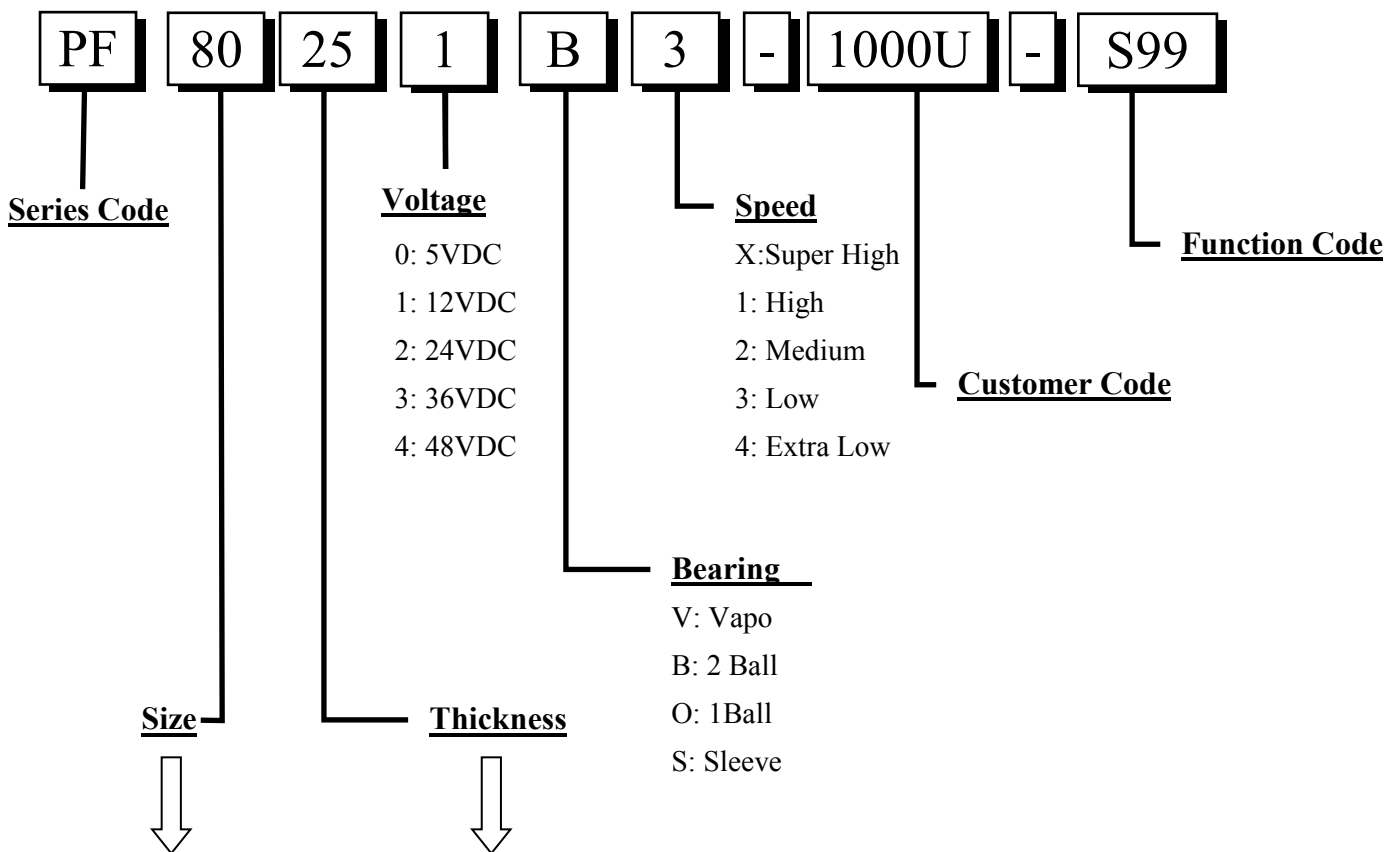 PF 80 25 1 B 3 - 1000U - S99
Series Code
Voltage
0: 5VDC
1: 12VDC
2: 24VDC
3: 36VDC
4: 48VDC
Speed
X:Super High
1: High
2: Medium
3: Low
4: Extra Low
Function Code
Customer Code
Bearing
V: Vapo
B: 2 Ball
O: 1Ball
S: Sleeve
Size
Thickness